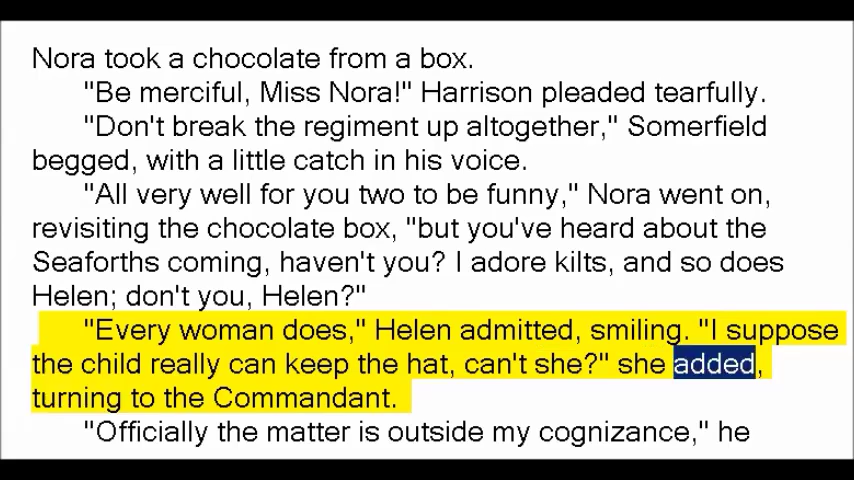 Nora took a chocolate from a box.
"Be merciful, Miss Nora!" Harrison pleaded tearfully.
"Don't break the regiment up altogether," Somerfield
begged, with a little catch in his voice.
"All very well for you two to be funny," Nora went on,
revisiting the chocolate box, "but you've heard about the
Seaforths coming, haven't you? I adore kilts, and so does
Helen; don't you, Helen?"
"Every woman does," Helen admitted, smiling. "I suppose
the child really can keep the hat, can't she?" she added,
turning to the Commandant.
"Officially the matter is outside my cognizance," he